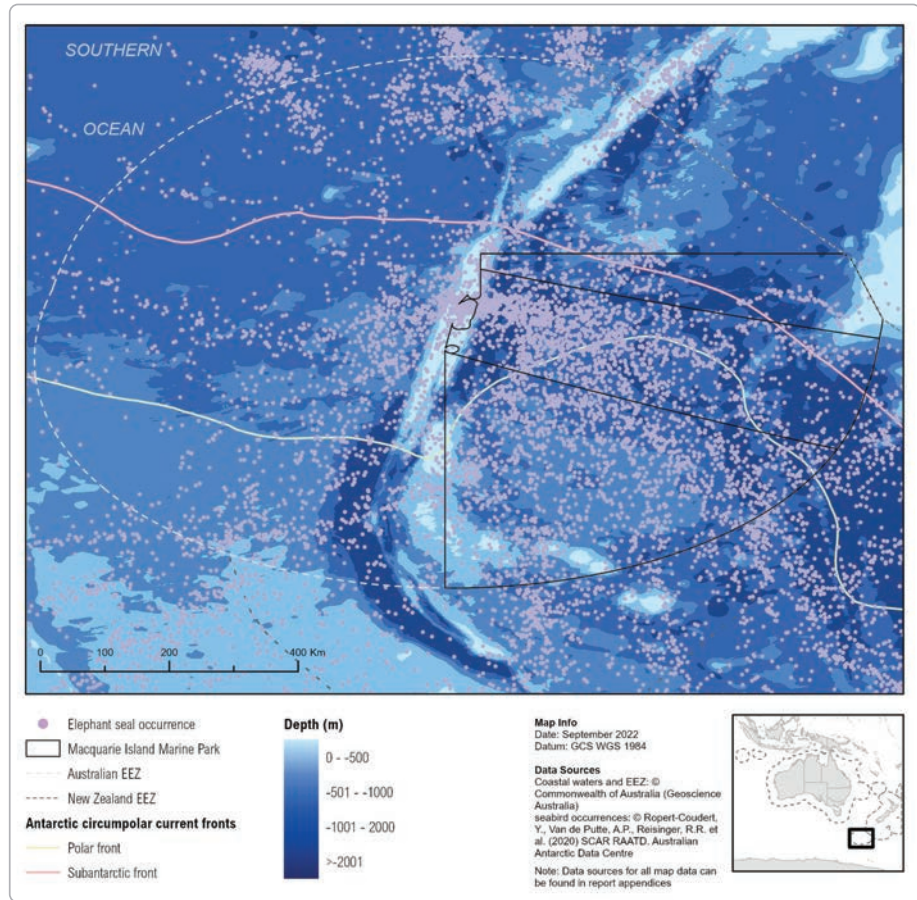 SOUTHERN
OCEAN
0 100 200 400 Km
Elephant seal occurrence
Macquarie Island Marine Park
Australian EEZ
New Zealand EEZ
Antarctic circumpolar current fronts
Polar front
Subantarctic front
Depth (m)
0 - -500
-501 - -1000
-1001 - 2000
>-2001
Map Info
Date: September 2022
Datum: GCS WGS 1984
Data Sources
Coastal waters and EEZ: ©
Commonwealth of Australia (Geoscience
Australia)
seabird occurrences: © Ropert-Coudert,
Y., Van de Putte, A.P., Reisinger, R.R. et
al. (2020) SCAR RAATD. Australian
Antarctic Data Centre
Note: Data sources for all map data can
be found in report appendices